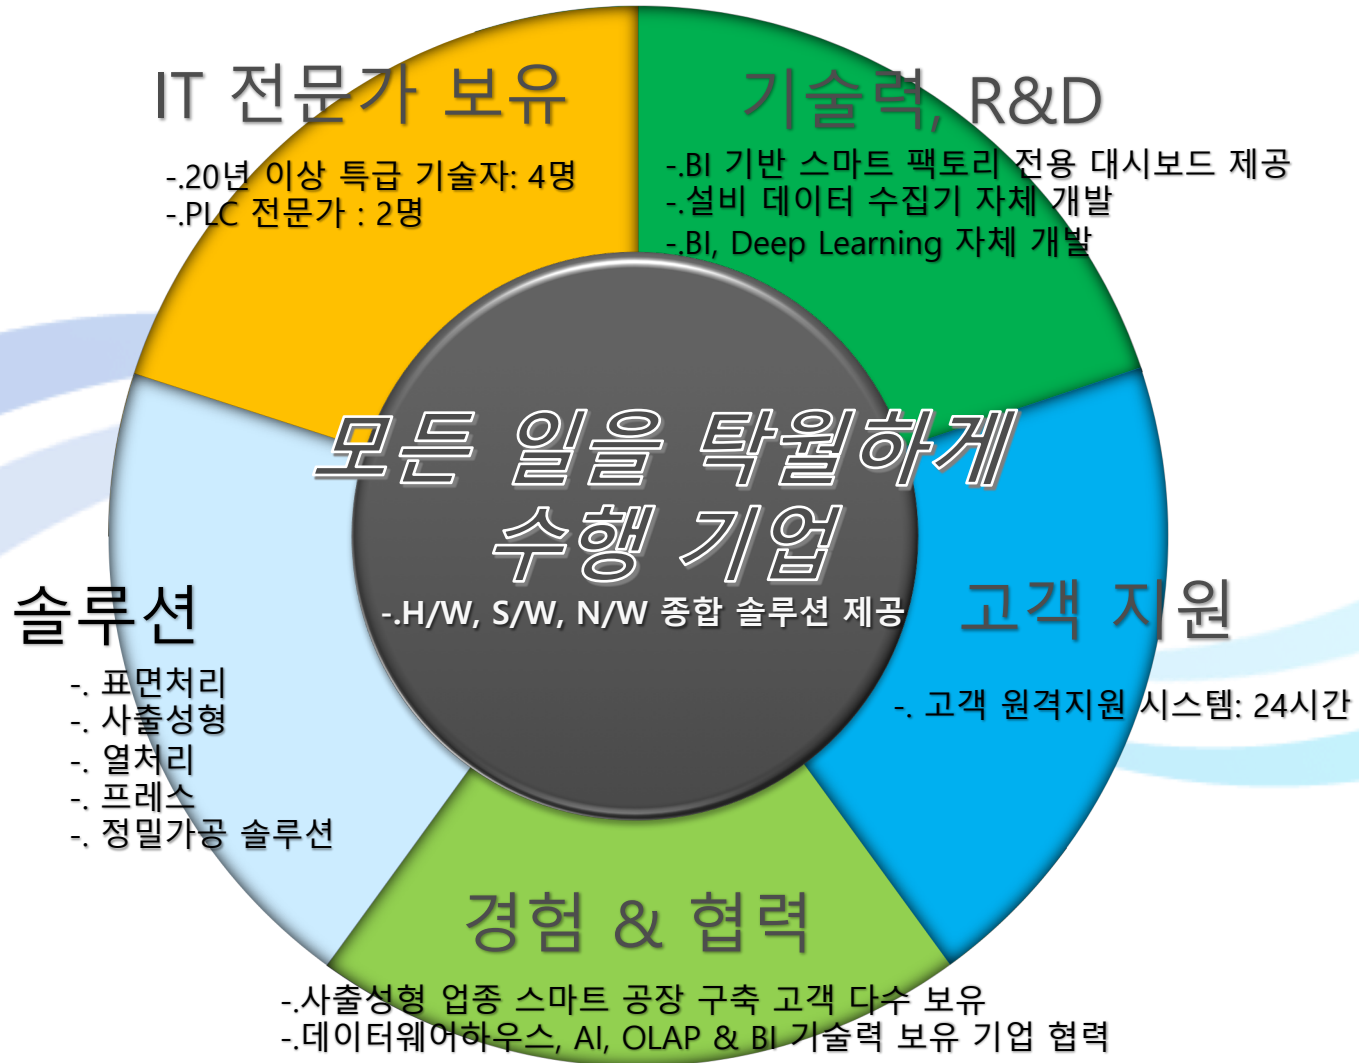 IT 전문가 보유
-.20년 이상 특급 기술자: 4명
-.PLC 전문가 : 2명
기술력, R&D
-.BI 기반 스마트 팩토리 전용 대시보드 제공
-.설비 데이터 수집기 자체 개발
-.BI, Deep Learning 자체 개발
모든 일을 탁월하게
수행 기업
-.H/W, S/W, N/W 종합 솔루션 제공
솔루션
-. 표면처리
-. 사출성형
-. 열처리
-. 프레스
-. 정밀가공 솔루션
고객 지원
-. 고객 원격지원 시스템: 24시간
경험 & 협력
-.사출성형 업종 스마트 공장 구축 고객 다수 보유
-.데이터웨어하우스, AI, OLAP & BI 기술력 보유 기업 협력